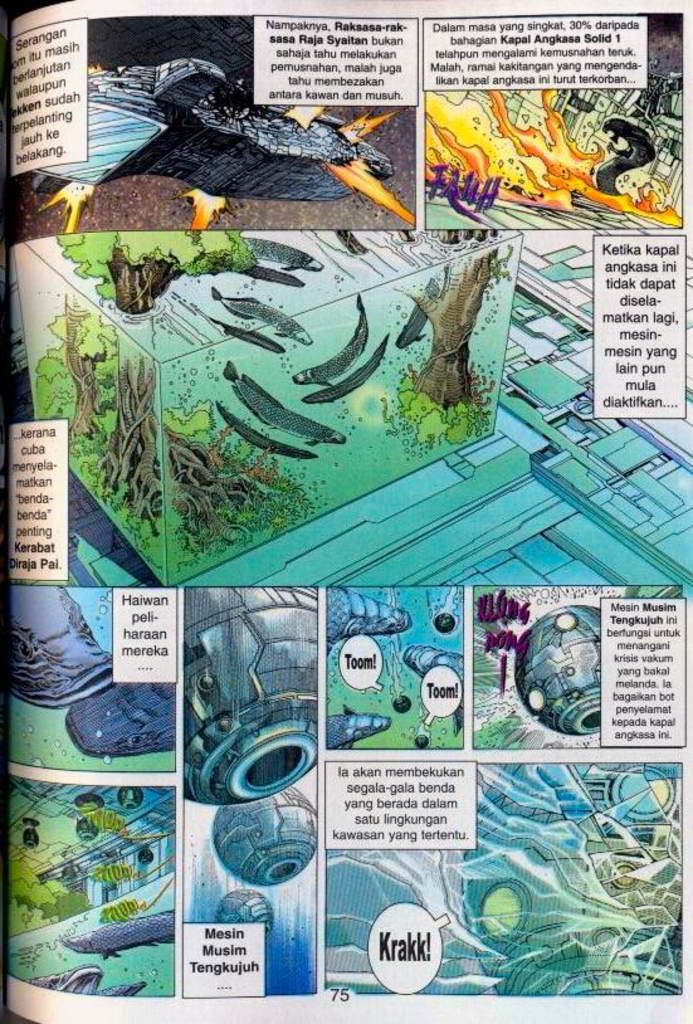 Serangan
om itu masih
berlanjutan
walaupun
ekken sudah
terpelanting
jauh ke
belakang.
Nampaknya, Raksasa-rak-
sasa Raja Syaitan bukan
sahaja tahu melakukan
pemusnahan, malah juga
tahu membezakan
antara kawan dan musuh.
Dalam masa yang singkat, 30% daripada
bahagian Kapal Angkasa Solid 1
telahpun mengalami kemusnahan teruk.
Malah, ramai kakitangan yang mengenda-
likan kapal angkasa ini turut terkorban...
Ketika kapal
angkasa ini
tidak dapat
disela-
matkan lagi,
mesin-
mesin yang
lain pun
mula
diaktifkan....
...kerana
cuba
menyela-
matkan
"benda-
benda"
penting
Kerabat
Diraja Pai.
Haiwan
peli-
haraan
mereka
....
Mesin
Musim
Tengkujuh
....
Toom!
Toom!
Mesin Musim
Tengkujuh ini
berfungsi untuk
menangani
krisis vakum
yang bakal
melanda. Ia
bagaikan bot
penyelamat
kepada kapal
angkasa ini.
Ia akan membekukan
segala-gala benda
yang berada dalam
satu lingkungan
kawasan yang tertentu.
Krakk!
75